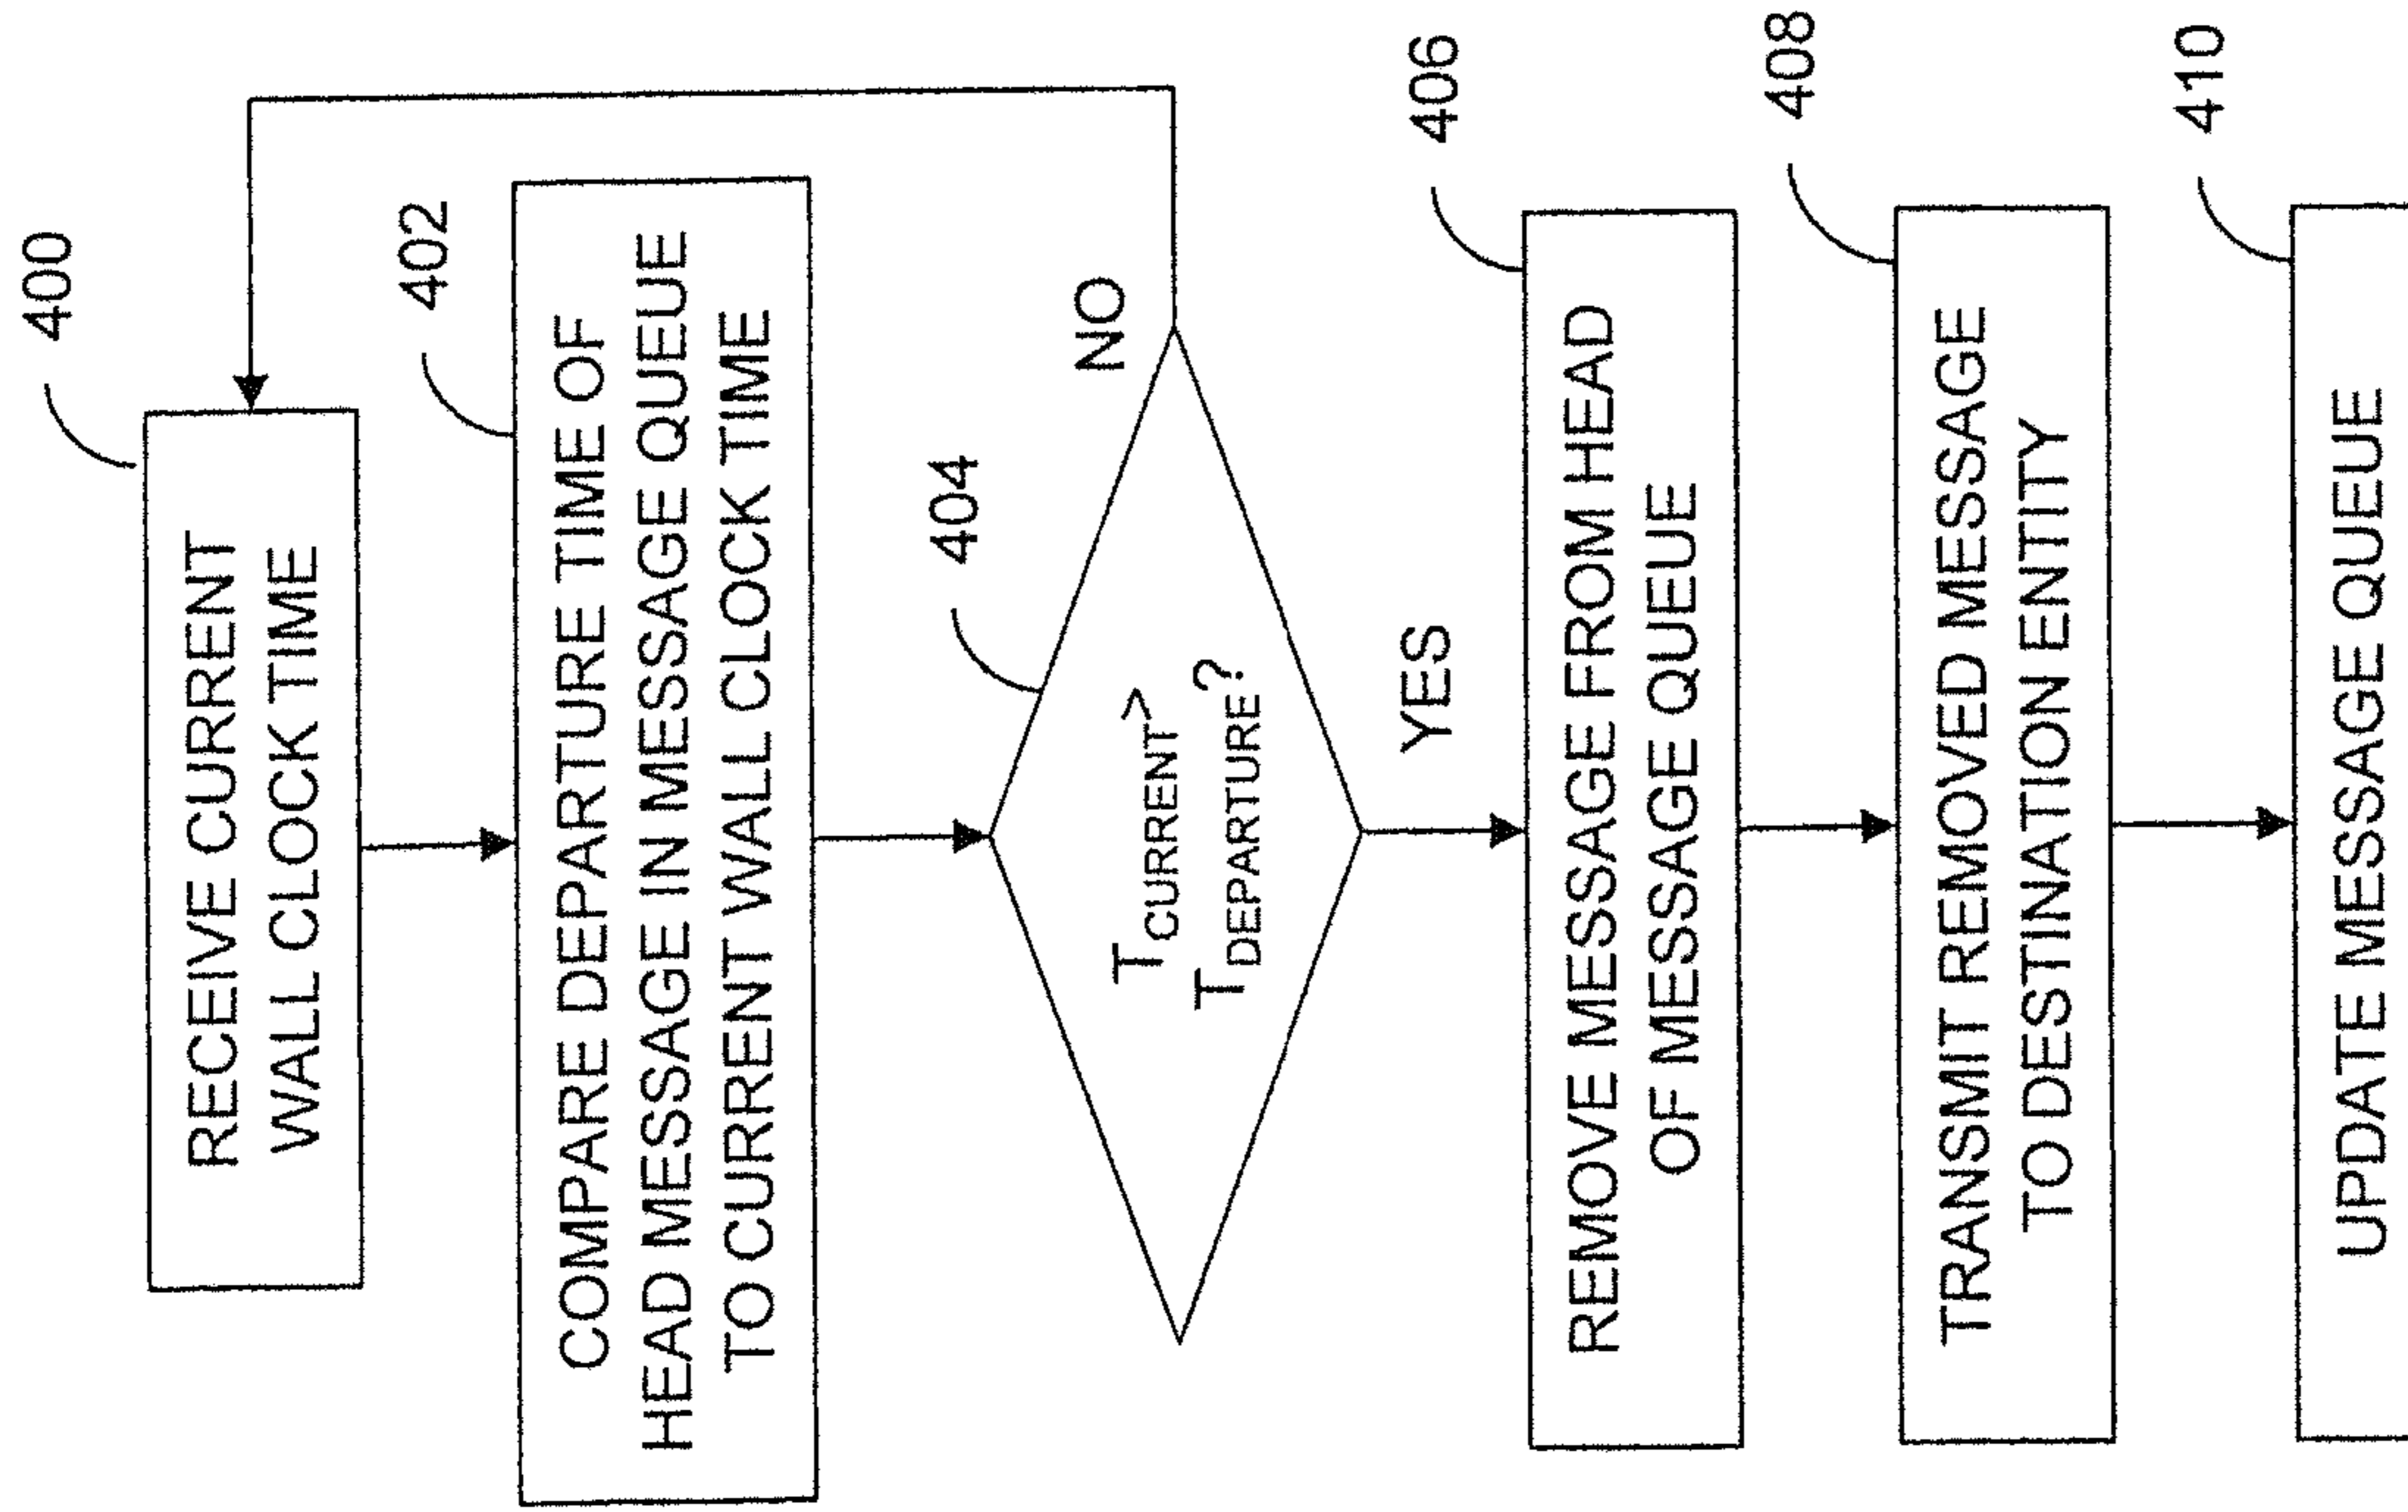 400
RECEIVE CURRENT
WALL CLOCK TIME
402
COMPARE DEPARTURE TIME OF
HEAD MESSAGE IN MESSAGE QUEUE
TO CURRENT WALL CLOCK TIME
404
TCURRENT>
TDEPARTURE?
NO
YES
406
REMOVE MESSAGE FROM HEAD
OF MESSAGE QUEUE
408
TRANSMIT REMOVED MESSAGE
TO DESTINATION ENTITY
410
UPDATE MESSAGE QUEUE